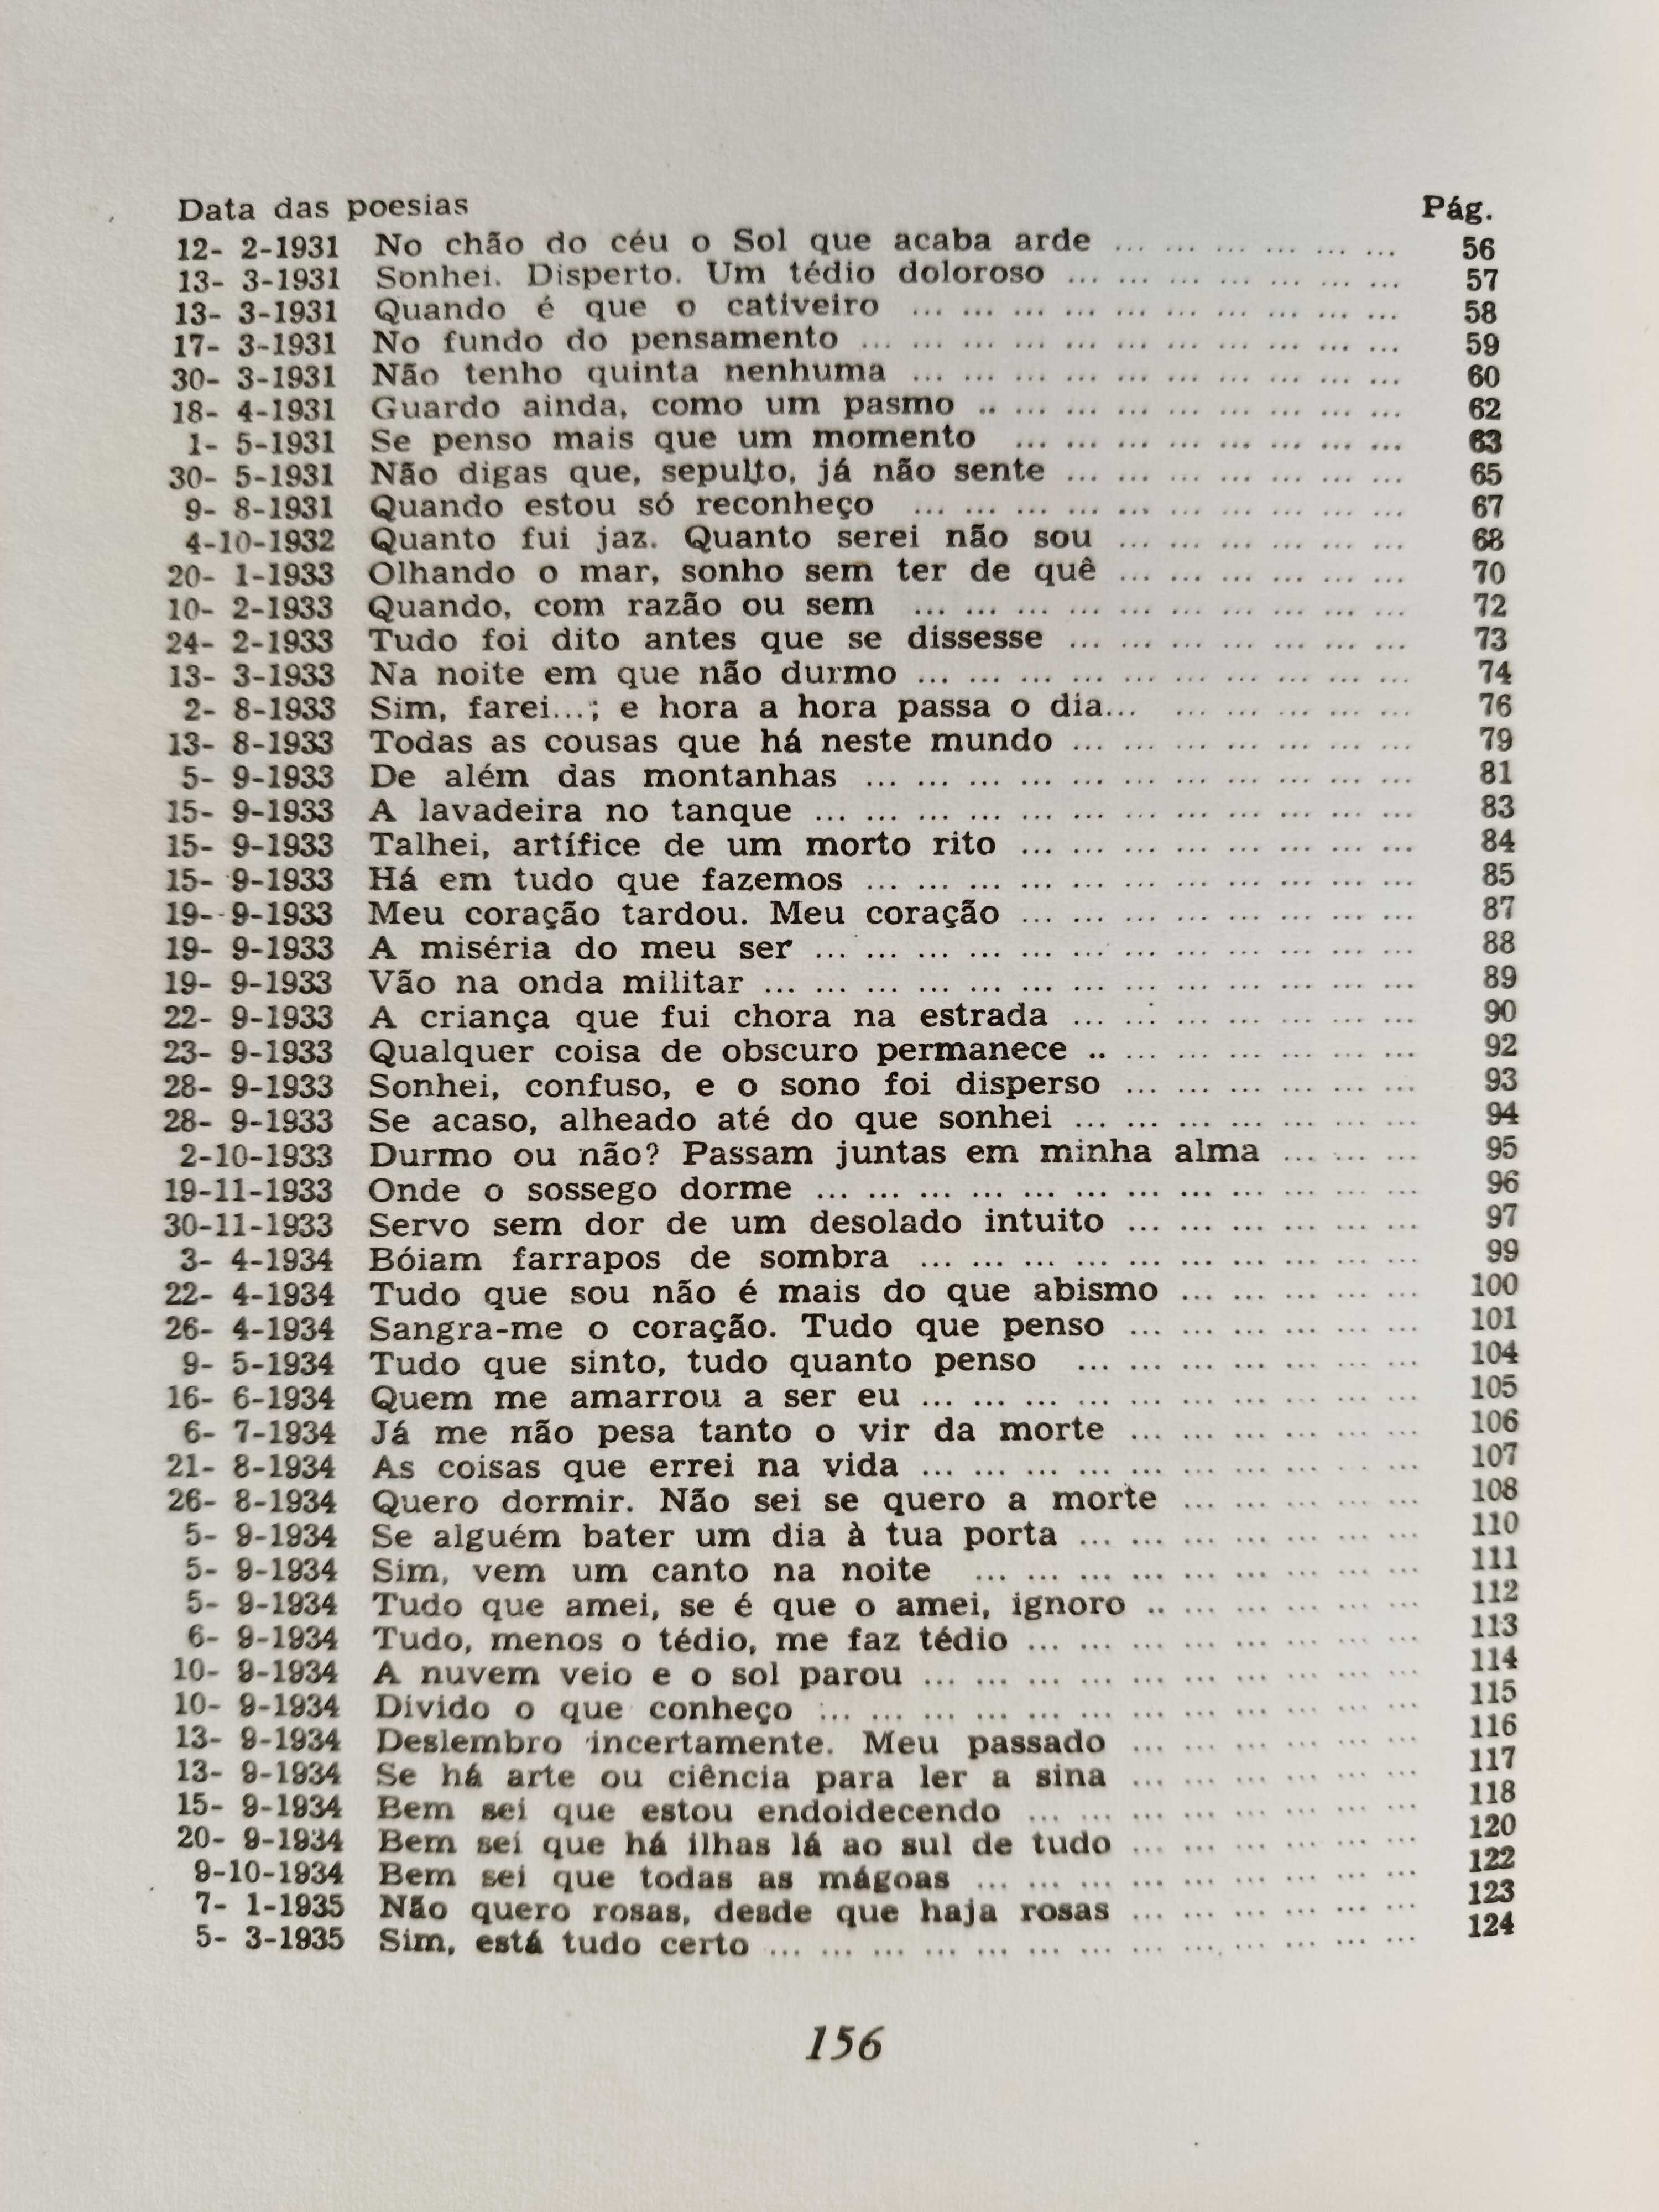 Data das poesias Pág.
12- 2-1931 No chão do céu o Sol que acaba arde ... ... ... ... ... ... 56
13- 3-1931 Sonhei. Disperto. Um tédio doloroso ... ... ... ... ... ... ... 57
13- 3-1931 Quando é que o cativeiro ... ... ... ... ... ... ... ... ... ... 58
17- 3-1931 No fundo do pensamento ... ... ... ... ... ... ... ... ... ... ... 59
30- 3-1931 Não tenho quinta nenhuma ... ... ... ... ... ... ... ... ... ... 60
18- 4-1931 Guardo ainda, como um pasmo .. ... ... ... ... ... ... ... ... 62
1- 5-1931 Se penso mais que um momento ... ... ... ... ... ... ... ... 63
30- 5-1931 Não digas que, sepulto, já não sente ... ... ... ... ... ... ... 65
9- 8-1931 Quando estou só reconheço ... ... ... ... ... ... ... ... ... ... 67
4-10-1932 Quanto fui jaz. Quanto serei não sou ... ... ... ... ... ... 68
20- 1-1933 Olhando o mar, sonho sem ter de quê ... ... ... ... ... ... 70
10- 2-1933 Quando, com razão ou sem ... ... ... ... ... ... ... ... ... ... 72
24- 2-1933 Tudo foi dito antes que se dissesse ... ... ... ... ... ... ... 73
13- 3-1933 Na noite em que não durmo ... ... ... ... ... ... ... ... ... ... 74
2- 8-1933 Sim, farei...; e hora a hora passa o dia... ... ... ... ... ... 76
13- 8-1933 Todas as cousas que há neste mundo ... ... ... ... ... ... ... 79
5- 9-1933 De além das montanhas ... ... ... ... ... ... ... ... ... ... ... 81
15- 9-1933 A lavadeira no tanque ... ... ... ... ... ... ... ... ... ... ... ... 83
15- 9-1933 Talhei, artífice de um morto rito ... ... ... ... ... ... ... ... 84
15- 9-1933 Há em tudo que fazemos ... ... ... ... ... ... ... ... ... ... ... 85
19- 9-1933 Meu coração tardou. Meu coração ... ... ... ... ... ... ... ... 87
19- 9-1933 A miséria do meu ser ... ... ... ... ... ... ... ... ... ... ... ... 88
19- 9-1933 Vão na onda militar ... ... ... ... ... ... ... ... ... ... ... ... ... 89
22- 9-1933 A criança que fui chora na estrada ... ... ... ... ... ... ... 90
23- 9-1933 Qualquer coisa de obscuro permanece .. ... ... ... ... ... ... 92
28- 9-1933 Sonhei, confuso, e o sono foi disperso ... ... ... ... ... ... 93
28- 9-1933 Se acaso, alheado até do que sonhei ... ... ... ... ... ... ... 94
2-10-1933 Durmo ou não? Passam juntas em minha alma ... ... ... 95
19-11-1933 Onde o sossego dorme ... ... ... ... ... ... ... ... ... ... ... ... 96
30-11-1933 Servo sem dor de um desolado intuito ... ... ... ... ... ... 97
3- 4-1934 Bóiam farrapos de sombra ... ... ... ... ... ... ... ... ... ... 99
22- 4-1934 Tudo que sou não é mais do que abismo ... ... ... ... ... 100
26- 4-1934 Sangra-me o coração. Tudo que penso ... ... ... ... ... ... 101
9- 5-1934 Tudo que sinto, tudo quanto penso ... ... ... ... ... ... ... 104
16- 6-1934 Quem me amarrou a ser eu ... ... ... ... ... ... ... ... ... ... 105
6- 7-1934 Já me não pesa tanto o vir da morte ... ... ... ... ... ... 106
21- 8-1934 As coisas que errei na vida ... ... ... ... ... ... ... ... ... ... 107
26- 8-1934 Quero dormir. Não sei se quero a morte ... ... ... ... ... 108
5- 9-1934 Se alguém bater um dia à tua porta ... ... ... ... ... ... ... 110
5- 9-1934 Sim, vem um canto na noite ... ... ... ... ... ... ... ... ... 111
5- 9-1934 Tudo que amei, se é que o amei, ignoro .. ... ... ... ... ... 112
6- 9-1934 Tudo, menos o tédio, me faz tédio ... ... ... ... ... ... ... ... 113
10- 9-1934 A nuvem veio e o sol parou ... ... ... ... ... ... ... ... ... ... 114
10- 9-1934 Divido o que conheço ... ... ... ... ... ... ... ... ... ... ... ... 115
13- 9-1934 Deslembro incertamente. Meu passado ... ... ... ... ... ... 116
13- 9-1934 Se há arte ou ciência para ler a sina ... ... ... ... ... ... 117
15- 9-1934 Bem sei que estou endoidecendo ... ... ... ... ... ... ... ... 118
20- 9-1934 Bem sei que há ilhas lá ao sul de tudo ... ... ... ... ... ... 120
9-10-1934 Bem sei que todas as mágoas ... ... ... ... ... ... ... ... ... 122
7- 1-1935 Não quero rosas, desde que haja rosas ... ... ... ... ... ... 123
5- 3-1935 Sim, está tudo certo ... ... ... ... ... ... ... ... ... ... ... ... ... 124
156